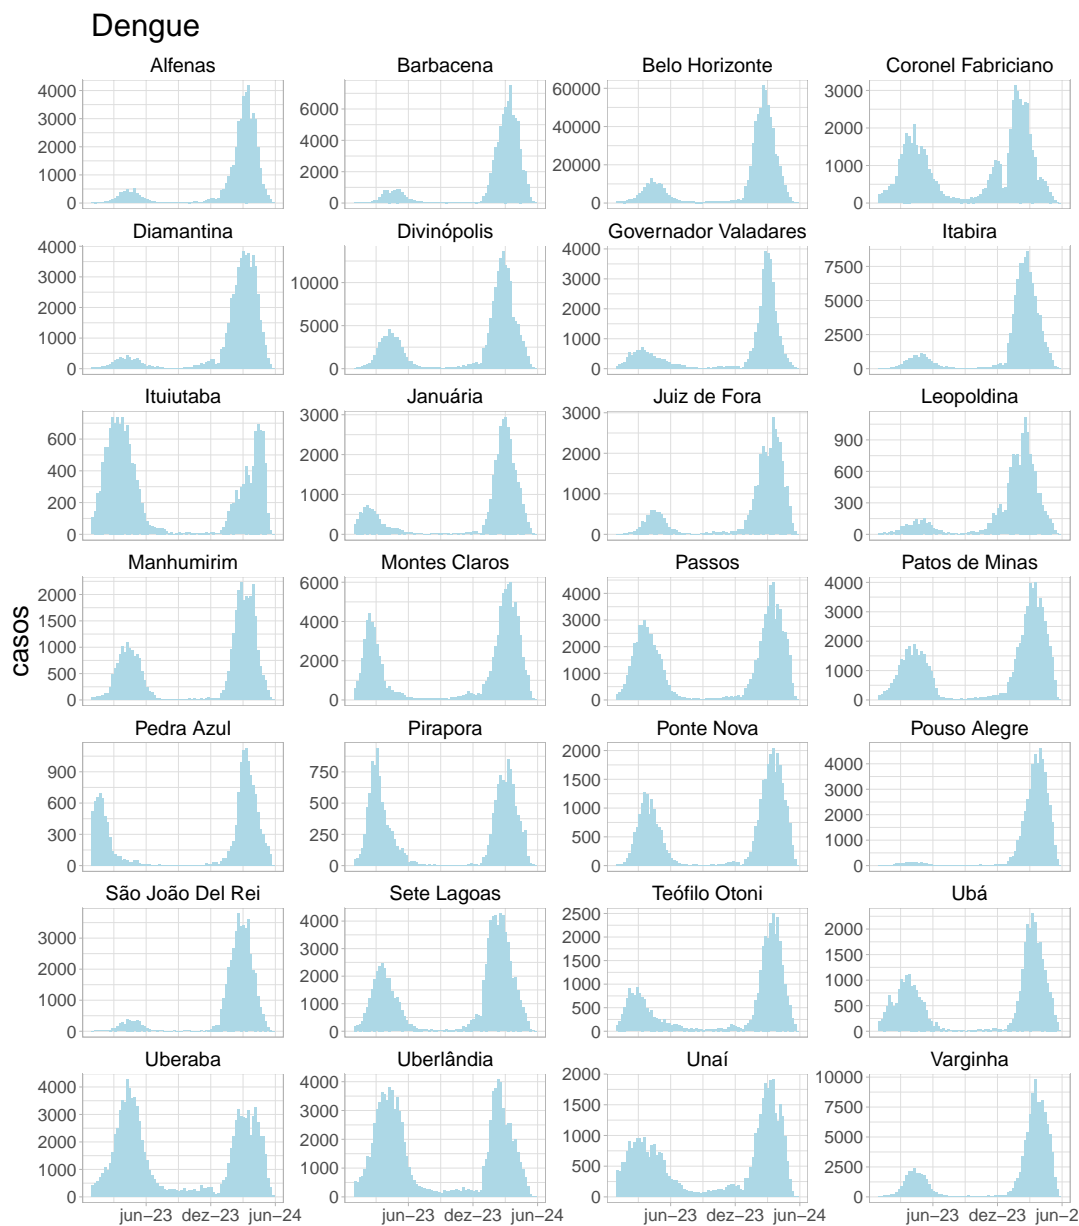 Dengue
Alfenas Barbacena Belo Horizonte Coronel Fabriciano
4000 3000 2000 1000 0
6000 4000 2000 0
60000 40000 20000 0
3000 2000 1000 0
Diamantina Divinópolis Governador Valadares Itabira
4000 3000 2000 1000 0
10000 5000 0
4000 3000 2000 1000 0
7500 5000 2500 0
Ituiutaba Januária Juiz de Fora Leopoldina
600 400 200 0
3000 2000 1000 0
3000 2000 1000 0
900 600 300 0
Manhumirim Montes Claros Passos Patos de Minas
2000 1500 1000 500 0
6000 4000 2000 0
4000 3000 2000 1000 0
4000 3000 2000 1000 0
casos
Pedra Azul Pirapora Ponte Nova Pouso Alegre
900 600 300 0
750 500 250 0
2000 1500 1000 500 0
4000 3000 2000 1000 0
São João Del Rei Sete Lagoas Teófilo Otoni Ubá
3000 2000 1000 0
4000 3000 2000 1000 0
2500 2000 1500 1000 500 0
2000 1500 1000 500 0
Uberaba Uberlândia Unaí Varginha
4000 3000 2000 1000 0
4000 3000 2000 1000 0
2000 1500 1000 500 0
10000 7500 5000 2500 0
jun−23 dez−23 jun−24 jun−23 dez−23 jun−24 jun−23 dez−23 jun−24 jun−23 dez−23 jun−2